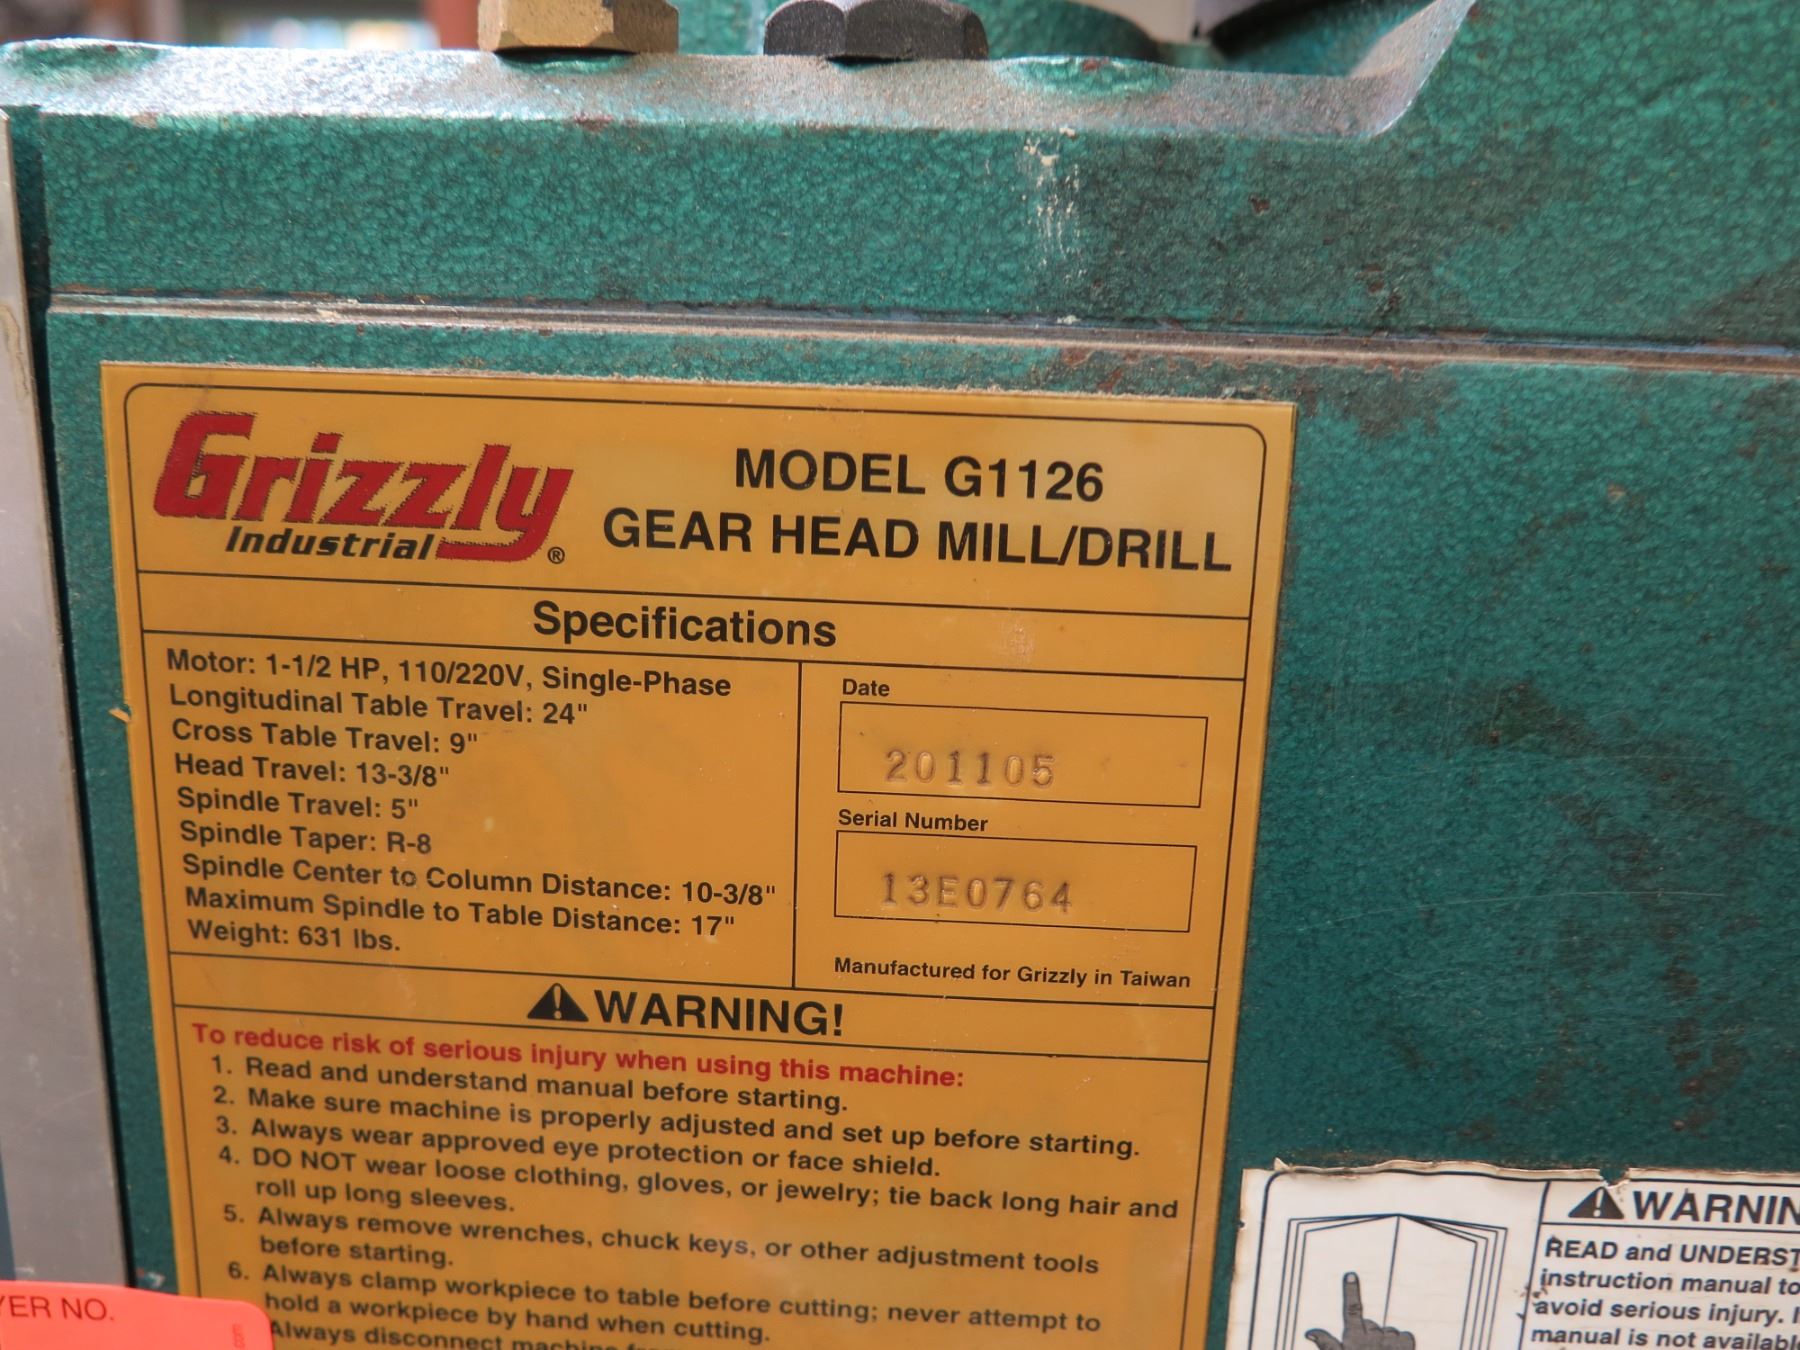 Grizzly
Industrial ®
MODEL G1126
GEAR HEAD MILL/DRILL
Specifications
Motor: 1-1/2 HP, 110/220V, Single-Phase
Longitudinal Table Travel: 24"
Cross Table Travel: 9"
Head Travel: 13-3/8"
Spindle Travel: 5"
Spindle Taper: R-8
Spindle Center to Column Distance: 10-3/8"
Maximum Spindle to Table Distance: 17"
Weight: 631 lbs.
Date
201105
Serial Number
13E0764
Manufactured for Grizzly in Taiwan
WARNING!
To reduce risk of serious injury when using this machine:
1. Read and understand manual before starting.
2. Make sure machine is properly adjusted and set up before starting.
3. Always wear approved eye protection or face shield.
4. DO NOT wear loose clothing, gloves, or jewelry; tie back long hair and
roll up long sleeves.
5. Always remove wrenches, chuck keys, or other adjustment tools
before starting.
6. Always clamp workpiece to table before cutting; never attempt to
hold a workpiece by hand when cutting.
Always disconnect machine
YER NO.
.com
WARNIN
READ and UNDERST
instruction manual to
avoid serious injury. I
manual is not availabl